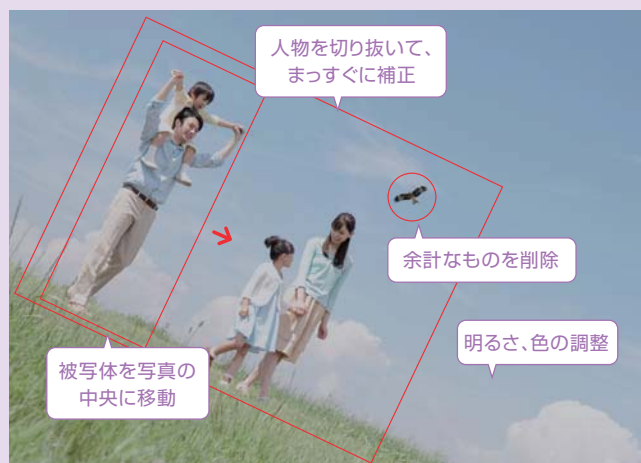 人物を切り抜いて、
まっすぐに補正
余計なものを削除
明るさ、色の調整
被写体を写真の
中央に移動